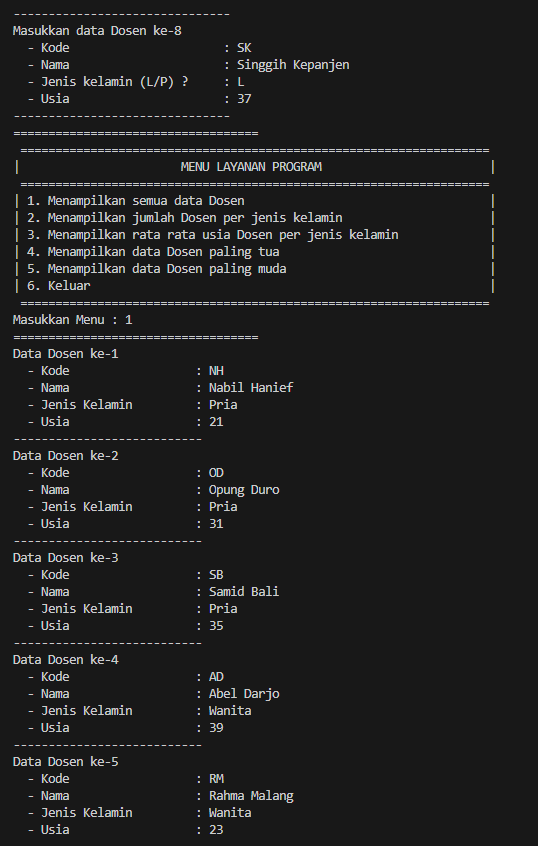 -------------------------------
Masukkan data Dosen ke-8
  - Kode                      : SK
  - Nama                      : Singgih Kepanjen
  - Jenis kelamin (L/P) ?     : L
  - Usia                      : 37
-------------------------------
===================================
 ===================================================================
|                       MENU LAYANAN PROGRAM                        |
 ===================================================================
| 1. Menampilkan semua data Dosen                                   |
| 2. Menampilkan jumlah Dosen per jenis kelamin                     |
| 3. Menampilkan rata rata usia Dosen per jenis kelamin             |
| 4. Menampilkan data Dosen paling tua                              |
| 5. Menampilkan data Dosen paling muda                             |
| 6. Keluar                                                         |
 ===================================================================
Masukkan Menu : 1
===================================
Data Dosen ke-1
  - Kode                  : NH
  - Nama                  : Nabil Hanief
  - Jenis Kelamin         : Pria
  - Usia                  : 21
---------------------------
Data Dosen ke-2
  - Kode                  : OD
  - Nama                  : Opung Duro
  - Jenis Kelamin         : Pria
  - Usia                  : 31
---------------------------
Data Dosen ke-3
  - Kode                  : SB
  - Nama                  : Samid Bali
  - Jenis Kelamin         : Pria
  - Usia                  : 35
---------------------------
Data Dosen ke-4
  - Kode                  : AD
  - Nama                  : Abel Darjo
  - Jenis Kelamin         : Wanita
  - Usia                  : 39
---------------------------
Data Dosen ke-5
  - Kode                  : RM
  - Nama                  : Rahma Malang
  - Jenis Kelamin         : Wanita
  - Usia                  : 23